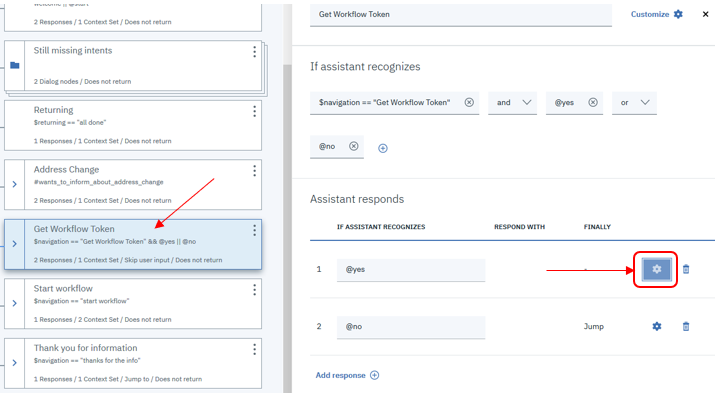 welcome || @start
2 Responses / 1 Context Set / Does not return
Still missing intents
2 Dialog nodes / Does not return
Returning
$returning == "all done"
1 Responses / 1 Context Set / Does not return
Address Change
#wants_to_inform_about_address_change
2 Responses / 1 Context Set / Does not return
Get Workflow Token
$navigation == "Get Workflow Token" && @yes || @no
2 Responses / 1 Context Set / Skip user input / Does not return
Start workflow
$navigation == "start workflow"
1 Responses / 2 Context Set / Does not return
Thank you for information
$navigation == "thanks for the info"
1 Responses / 1 Context Set / Jump to / Does not return
Get Workflow Token
Customize
If assistant recognizes
$navigation == "Get Workflow Token" and @yes or
@no
Assistant responds
IF ASSISTANT RECOGNIZES RESPOND WITH FINALLY
1 @yes -
2 @no Jump
Add response